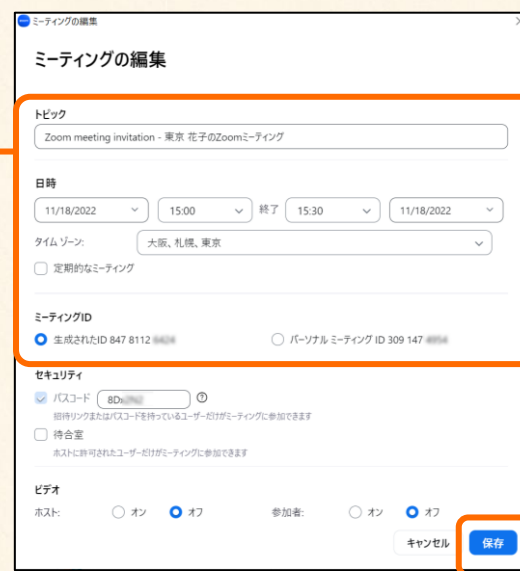 ミーティングの編集
ミーティングの編集
トピック
Zoom meeting invitation - 東京 花子のZoomミーティング
日時
11/18/2022 15:00 終了 15:30 11/18/2022
タイム ゾーン: 大阪、札幌、東京
定期的なミーティング
ミーティングID
生成されたID 847 8112 パーソナル ミーティング ID 309 147
セキュリティ
パスコード
招待リンクまたはパスコードを持っているユーザーだけがミーティングに参加できます
待合室
ホストに許可されたユーザーだけがミーティングに参加できます
ビデオ
ホスト: オン オフ 参加者: オン オフ
キャンセル 保存